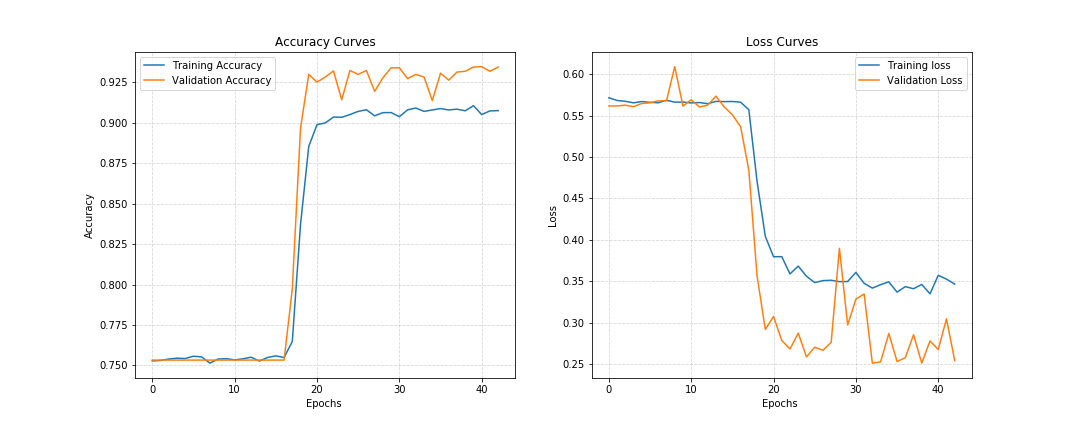 Accuracy Curves
Training Accuracy
Validation Accuracy
0.925
0.900
0.875
0.850
0.825
0.800
0.775
0.750
Accuracy
0 10 20 30 40
Epochs
Loss Curves
Training loss
Validation Loss
0.60
0.55
0.50
0.45
0.40
0.35
0.30
0.25
Loss
0 10 20 30 40
Epochs